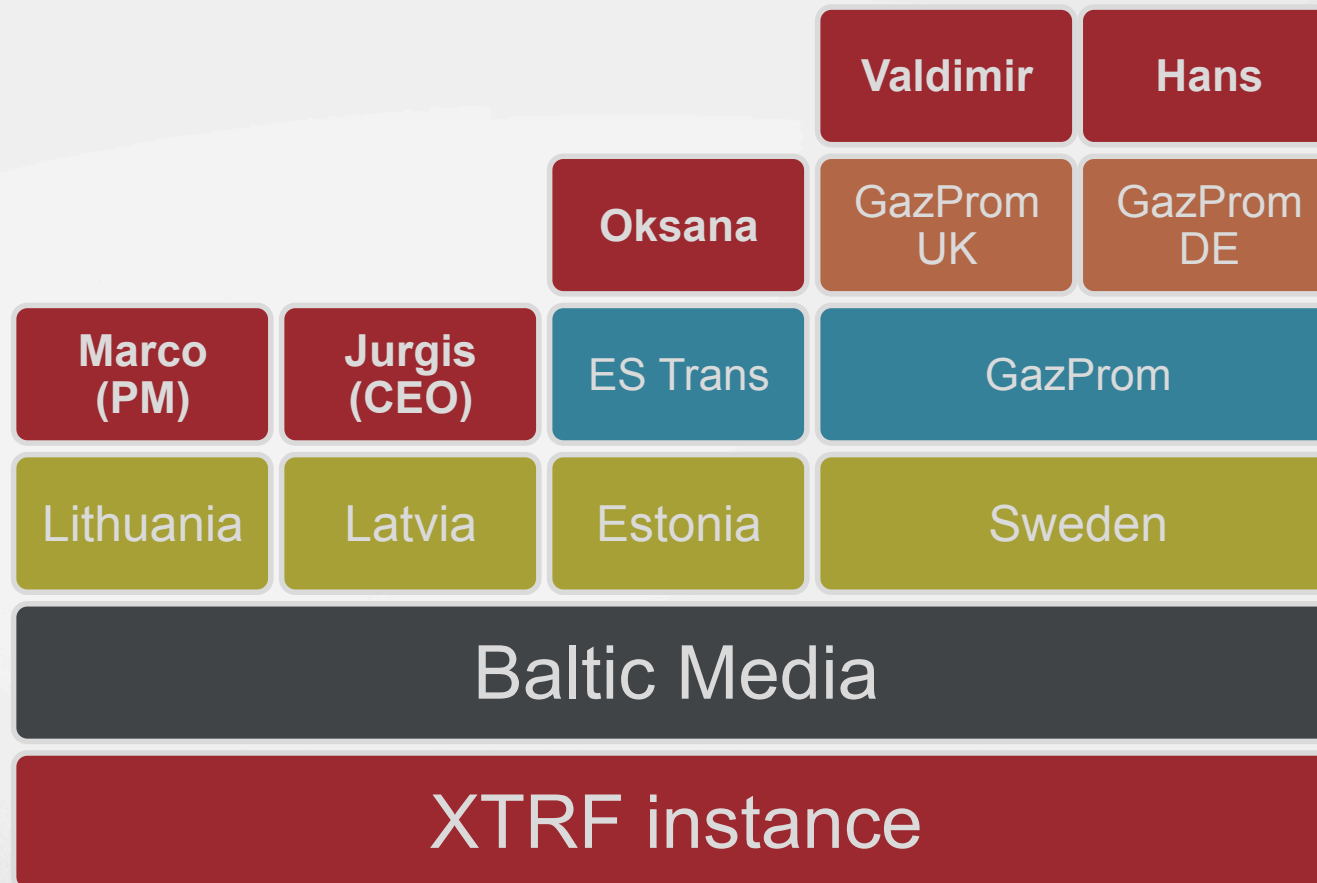 Valdimir
Hans
Oksana
GazProm
UK
GazProm
DE
Marco
(PM)
Jurgis
(CEO)
ES Trans
GazProm
Lithuania
Latvia
Estonia
Sweden
Baltic Media
XTRF instance